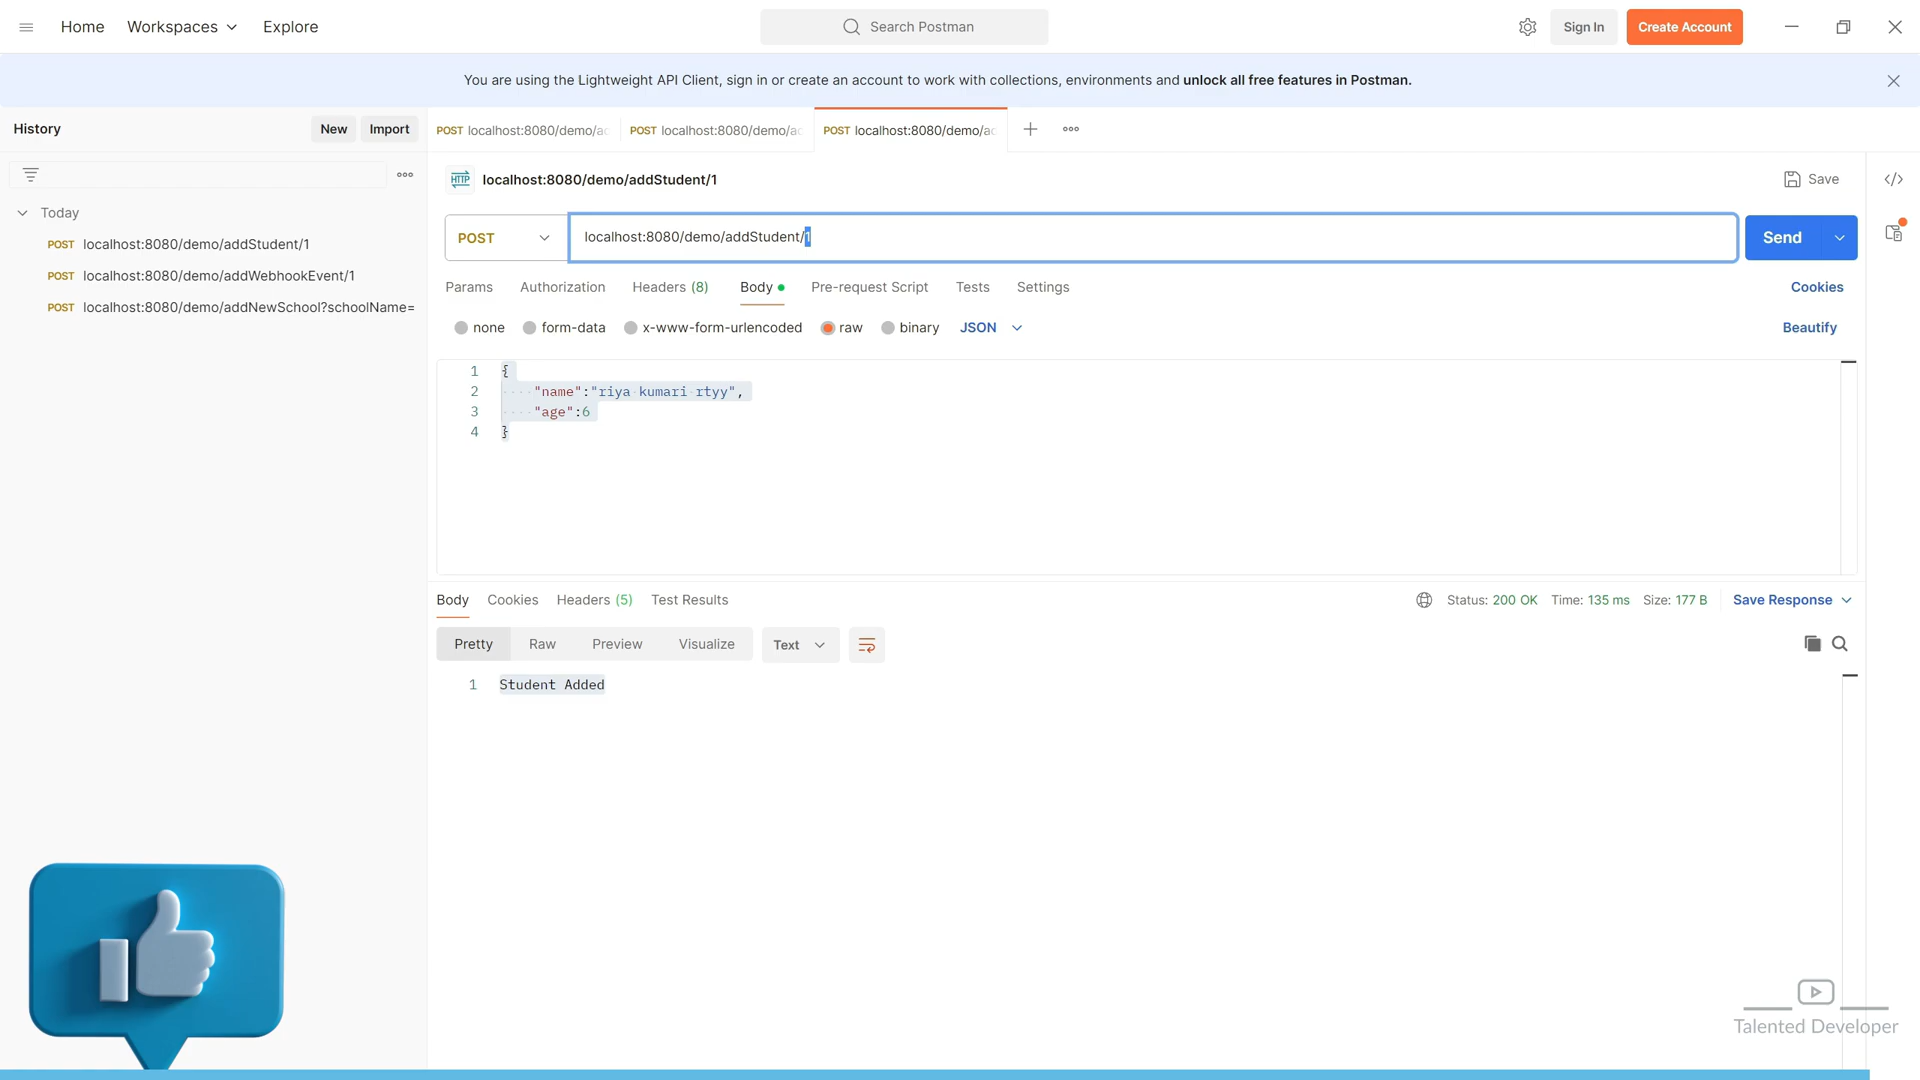 Home
Workspaces
Explore
Search Postman
Sign In
Create Account
You are using the Lightweight API Client, sign in or create an account to work with collections, environments and unlock all free features in Postman.
History
New
Import
POST localhost:8080/demo/ac
POST localhost:8080/demo/ac
POST localhost:8080/demo/ac
Today
POST localhost:8080/demo/addStudent/1
POST localhost:8080/demo/addWebhookEvent/1
POST localhost:8080/demo/addNewSchool?schoolName=
HTTP localhost:8080/demo/addStudent/1
Save
</>
POST
localhost:8080/demo/addStudent/1
Send
Params
Authorization
Headers (8)
Body
Pre-request Script
Tests
Settings
Cookies
none
form-data
x-www-form-urlencoded
raw
binary
JSON
Beautify
1 {
2 "name":"riya kumari rtyy",
3 "age":6
4 }
Body
Cookies
Headers (5)
Test Results
Status: 200 OK
Time: 135 ms
Size: 177 B
Save Response
Pretty
Raw
Preview
Visualize
Text
1 Student Added
Talented Developer